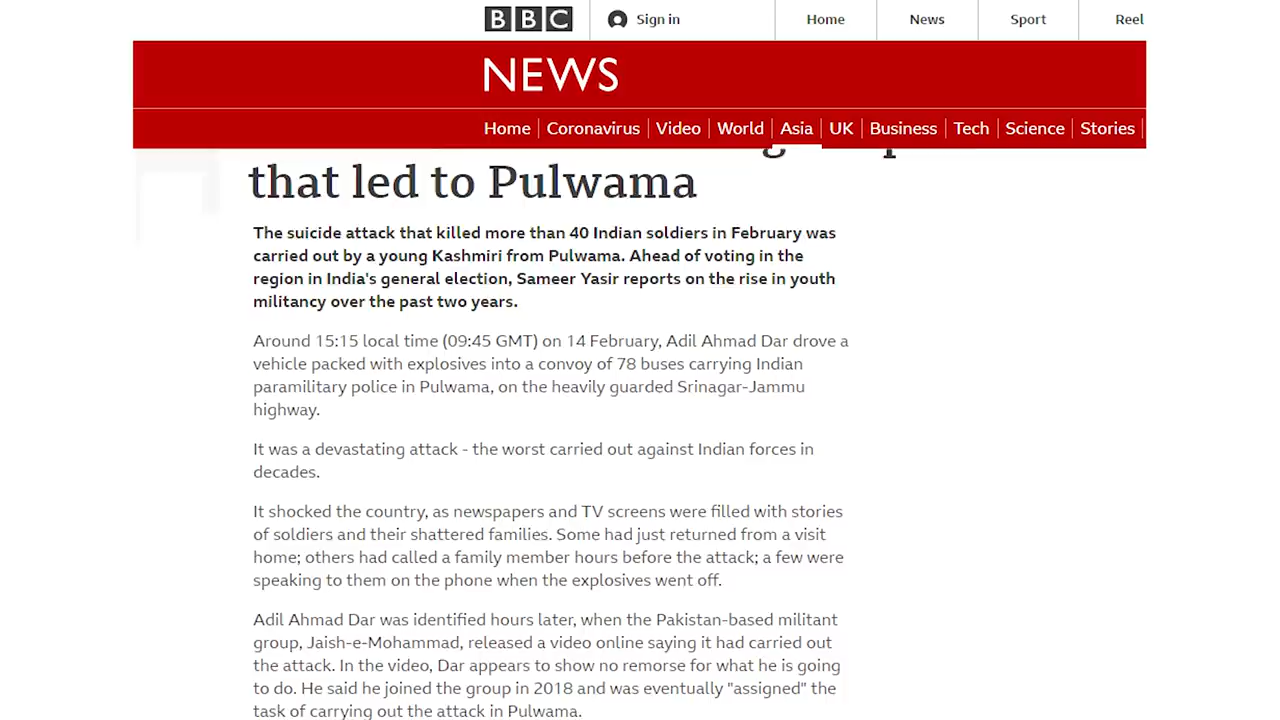 BBC Sign in Home News Sport Reel
NEWS
Home Coronavirus Video World Asia UK Business Tech Science Stories
that led to Pulwama
The suicide attack that killed more than 40 Indian soldiers in February was
carried out by a young Kashmiri from Pulwama. Ahead of voting in the
region in India's general election, Sameer Yasir reports on the rise in youth
militancy over the past two years.
Around 15:15 local time (09:45 GMT) on 14 February, Adil Ahmad Dar drove a
vehicle packed with explosives into a convoy of 78 buses carrying Indian
paramilitary police in Pulwama, on the heavily guarded Srinagar-Jammu
highway.
It was a devastating attack - the worst carried out against Indian forces in
decades.
It shocked the country, as newspapers and TV screens were filled with stories
of soldiers and their shattered families. Some had just returned from a visit
home; others had called a family member hours before the attack; a few were
speaking to them on the phone when the explosives went off.
Adil Ahmad Dar was identified hours later, when the Pakistan-based militant
group, Jaish-e-Mohammad, released a video online saying it had carried out
the attack. In the video, Dar appears to show no remorse for what he is going
to do. He said he joined the group in 2018 and was eventually "assigned" the
task of carrying out the attack in Pulwama.